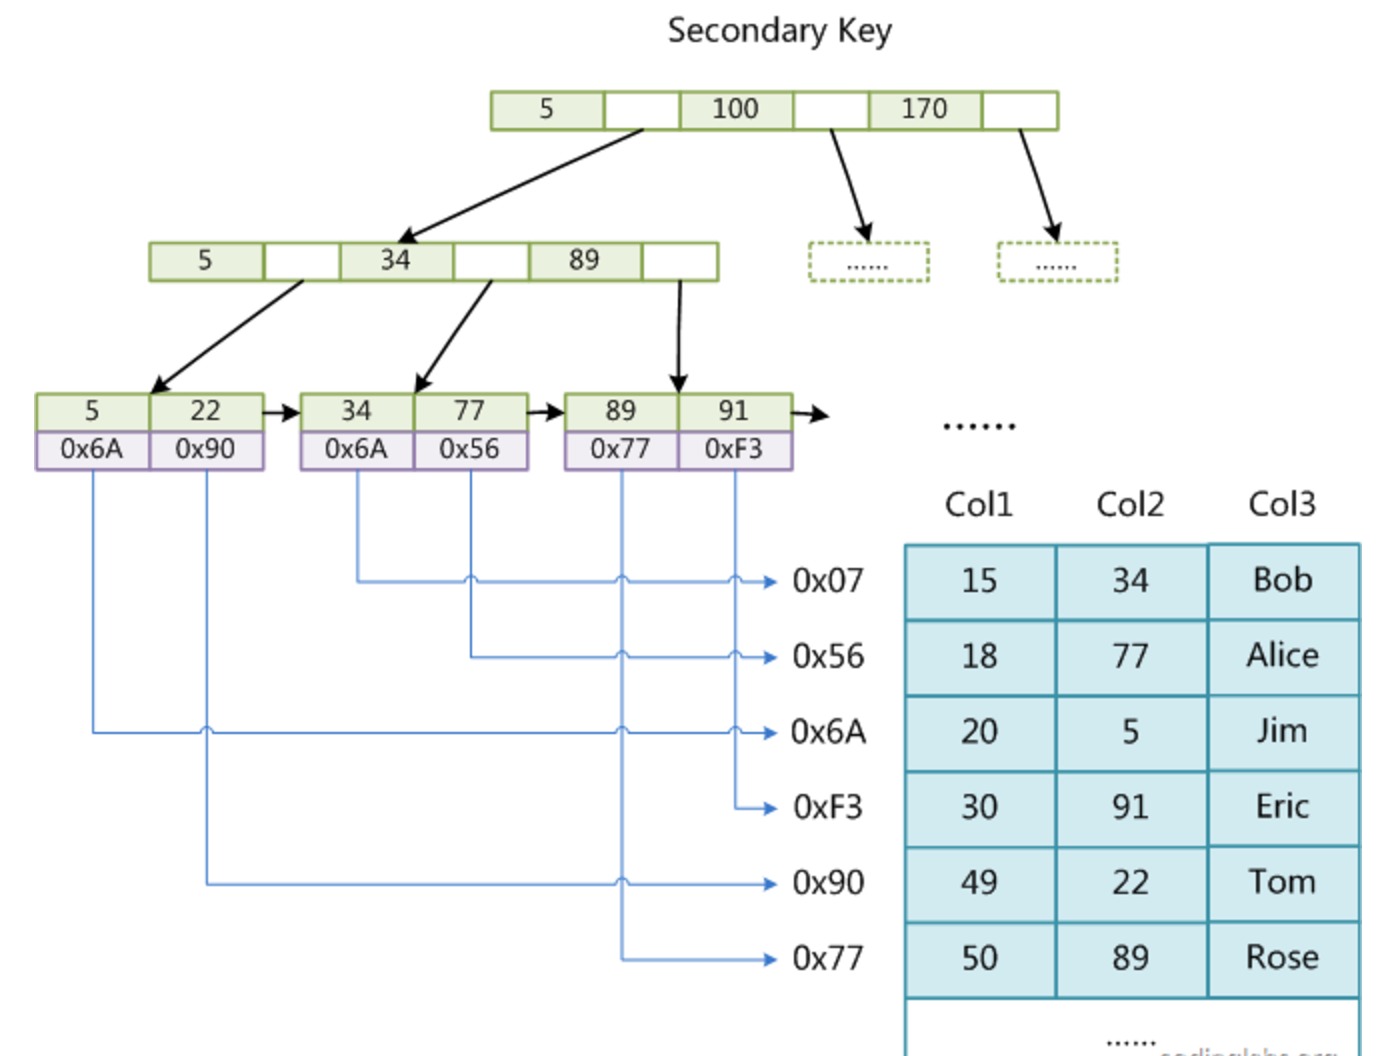 Secondary Key
5 100 170
5 34 89 ...... ......
5 22 34 77 89 91
0x6A 0x90 0x6A 0x56 0x77 0xF3
......
Col1 Col2 Col3
0x07 15 34 Bob
0x56 18 77 Alice
0x6A 20 5 Jim
0xF3 30 91 Eric
0x90 49 22 Tom
0x77 50 89 Rose
......